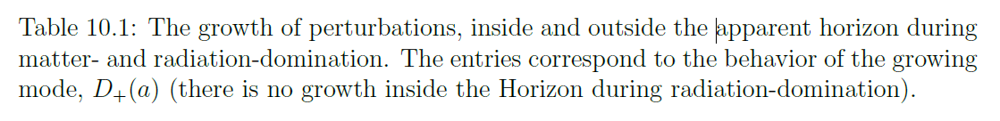 Table 10.1: The growth of perturbations, inside and outside the apparent horizon during
matter- and radiation-domination. The entries correspond to the behavior of the growing
mode, D₊(a) (there is no growth inside the Horizon during radiation-domination).